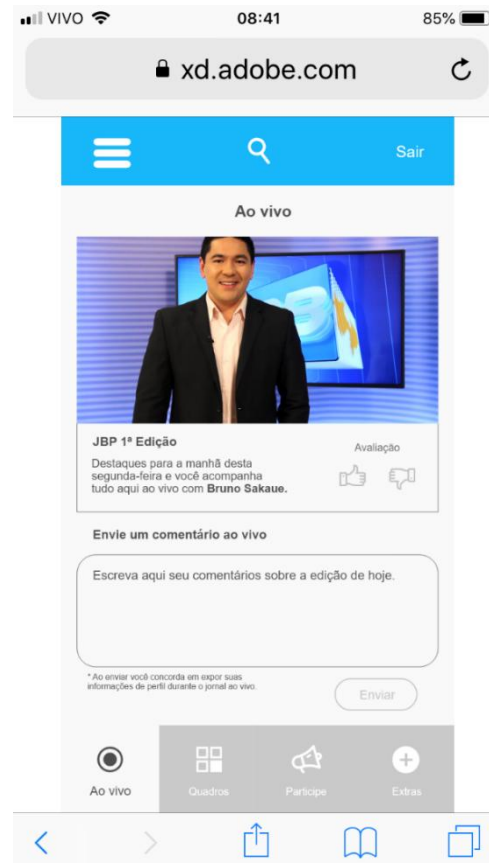 VIVO 08:41 85%
xd.adobe.com
Sair
Ao vivo
JBP 1ª Edição
Avaliação
Destaques para a manhã desta
segunda-feira e você acompanha
tudo aqui ao vivo com Bruno Sakaue.
Envie um comentário ao vivo
Escreva aqui seu comentários sobre a edição de hoje.
* Ao enviar você concorda em expor suas
informações de perfil durante o jornal ao vivo.
Enviar
Ao vivo Quadros Participe Extras